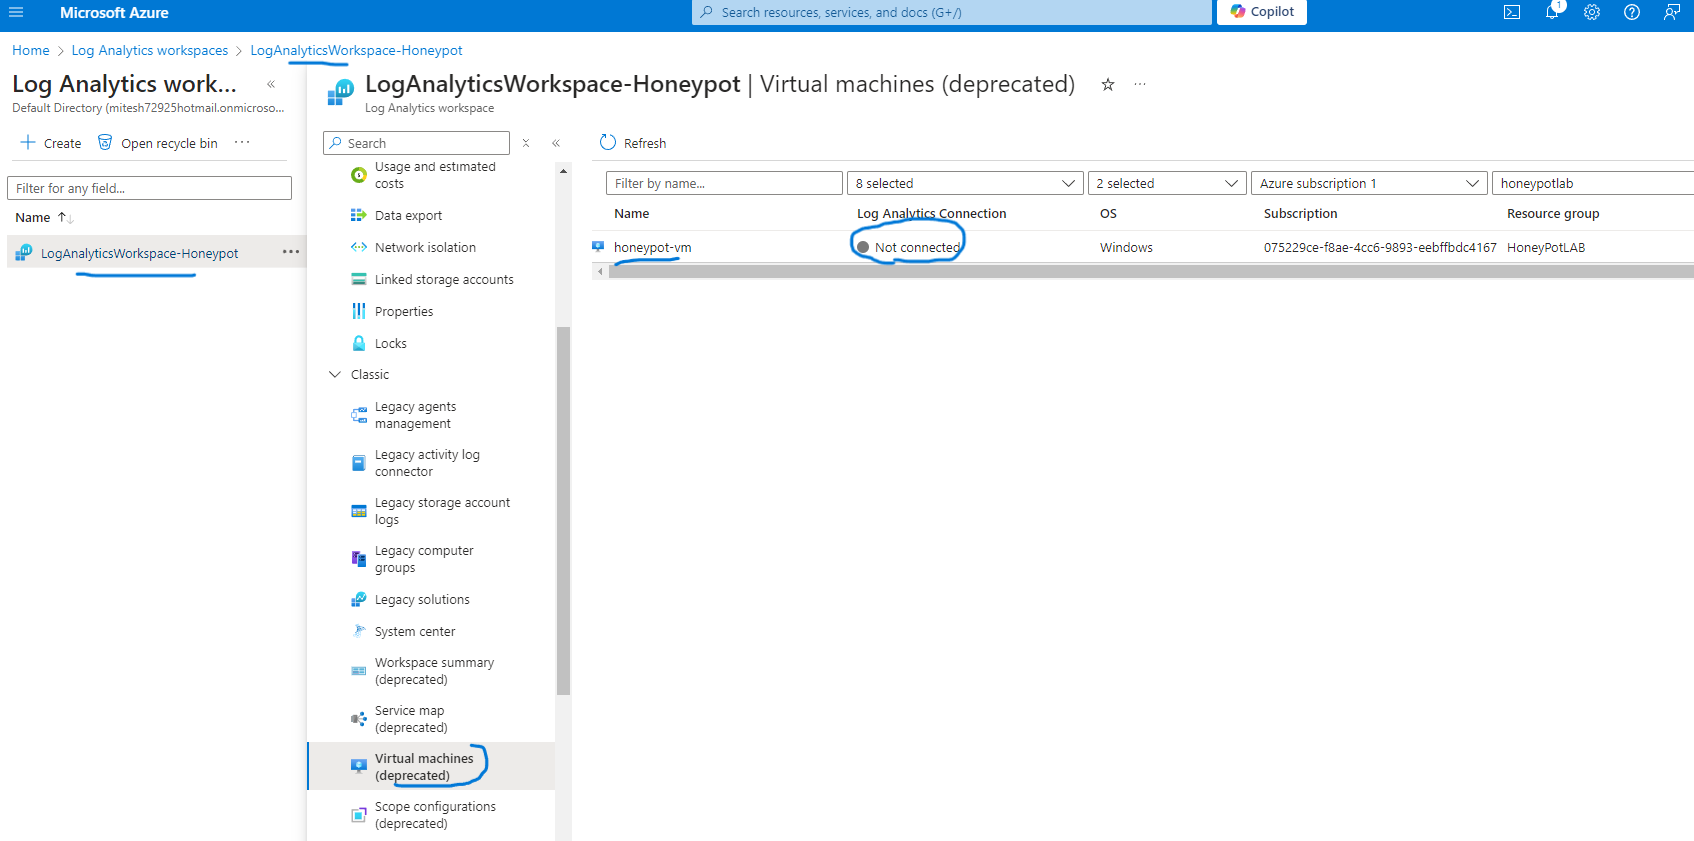 Microsoft Azure
Search resources, services, and docs (G+/)
Copilot
1
Home > Log Analytics workspaces > LogAnalyticsWorkspace-Honeypot
Log Analytics work...
Default Directory (mitesh72925hotmail.onmicroso...
Create
Open recycle bin
Filter for any field...
Name
LogAnalyticsWorkspace-Honeypot
LogAnalyticsWorkspace-Honeypot | Virtual machines (deprecated)
Log Analytics workspace
Search
Usage and estimated
costs
Data export
Network isolation
Linked storage accounts
Properties
Locks
Classic
Legacy agents
management
Legacy activity log
connector
Legacy storage account
logs
Legacy computer
groups
Legacy solutions
System center
Workspace summary
(deprecated)
Service map
(deprecated)
Virtual machines
(deprecated)
Scope configurations
(deprecated)
Refresh
Filter by name...
8 selected
2 selected
Azure subscription 1
honeypotlab
Name Log Analytics Connection OS Subscription Resource group
honeypot-vm Not connected Windows 075229ce-f8ae-4cc6-9893-eebffbdc4167 HoneyPotLAB